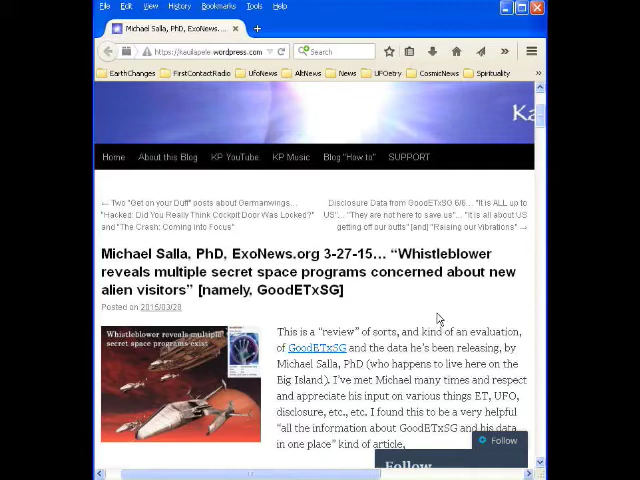 File Edit View History Bookmarks Tools Help
Michael Salla, PhD, ExoNews....
https://kauilapele.wordpress.com
Search
EarthChanges FirstContactRadio UfoNews AltNews News UFOetry CosmicNews Spirituality
Ka
Home About this Blog KP YouTube KP Music Blog "How to" SUPPORT
← Two "Get on your Duff" posts about Germanwings...
"Hacked: Did You Really Think Cockpit Door Was Locked?"
and "The Crash: Coming into Focus"
Disclosure Data from GoodETxSG 6/6... "It is ALL up to
US"... "They are not here to save us"... "It is all about US
getting off our butts" [and] "Raising our Vibrations" →
Michael Salla, PhD, ExoNews.org 3-27-15… “Whistleblower
reveals multiple secret space programs concerned about new
alien visitors” [namely, GoodETxSG]
Posted on 2015/03/28
Whistleblower reveals multiple
secret space programs exist
This is a “review” of sorts, and kind of an evaluation,
of GoodETxSG and the data he’s been releasing, by
Michael Salla, PhD (who happens to live here on the
Big Island). I’ve met Michael many times and respect
and appreciate his input on various things ET, UFO,
disclosure, etc., etc. I found this to be a very helpful
“all the information about GoodETxSG and his data
in one place” kind of article,
Follow
Follow